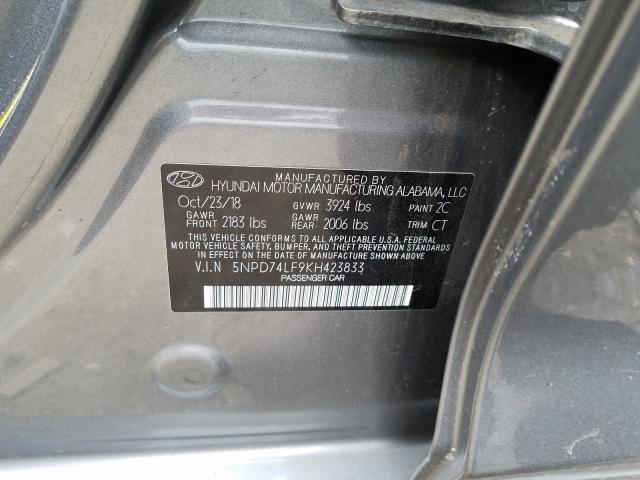 MANUFACTURED BY
HYUNDAI MOTOR MANUFACTURING ALABAMA, LLC
Oct/23/18 GVWR 3924 lbs PAINT 2C
GAWR FRONT 2183 lbs GAWR REAR 2006 lbs TRIM CT
THIS VEHICLE CONFORMS TO ALL APPLICABLE U.S.A. FEDERAL
MOTOR VEHICLE SAFETY, BUMPER, AND THEFT PREVENTION STANDARDS
IN EFFECT ON THE DATE OF MANUFACTURE SHOWN ABOVE.
V.I.N 5NPD74LF9KH423833
PASSENGER CAR